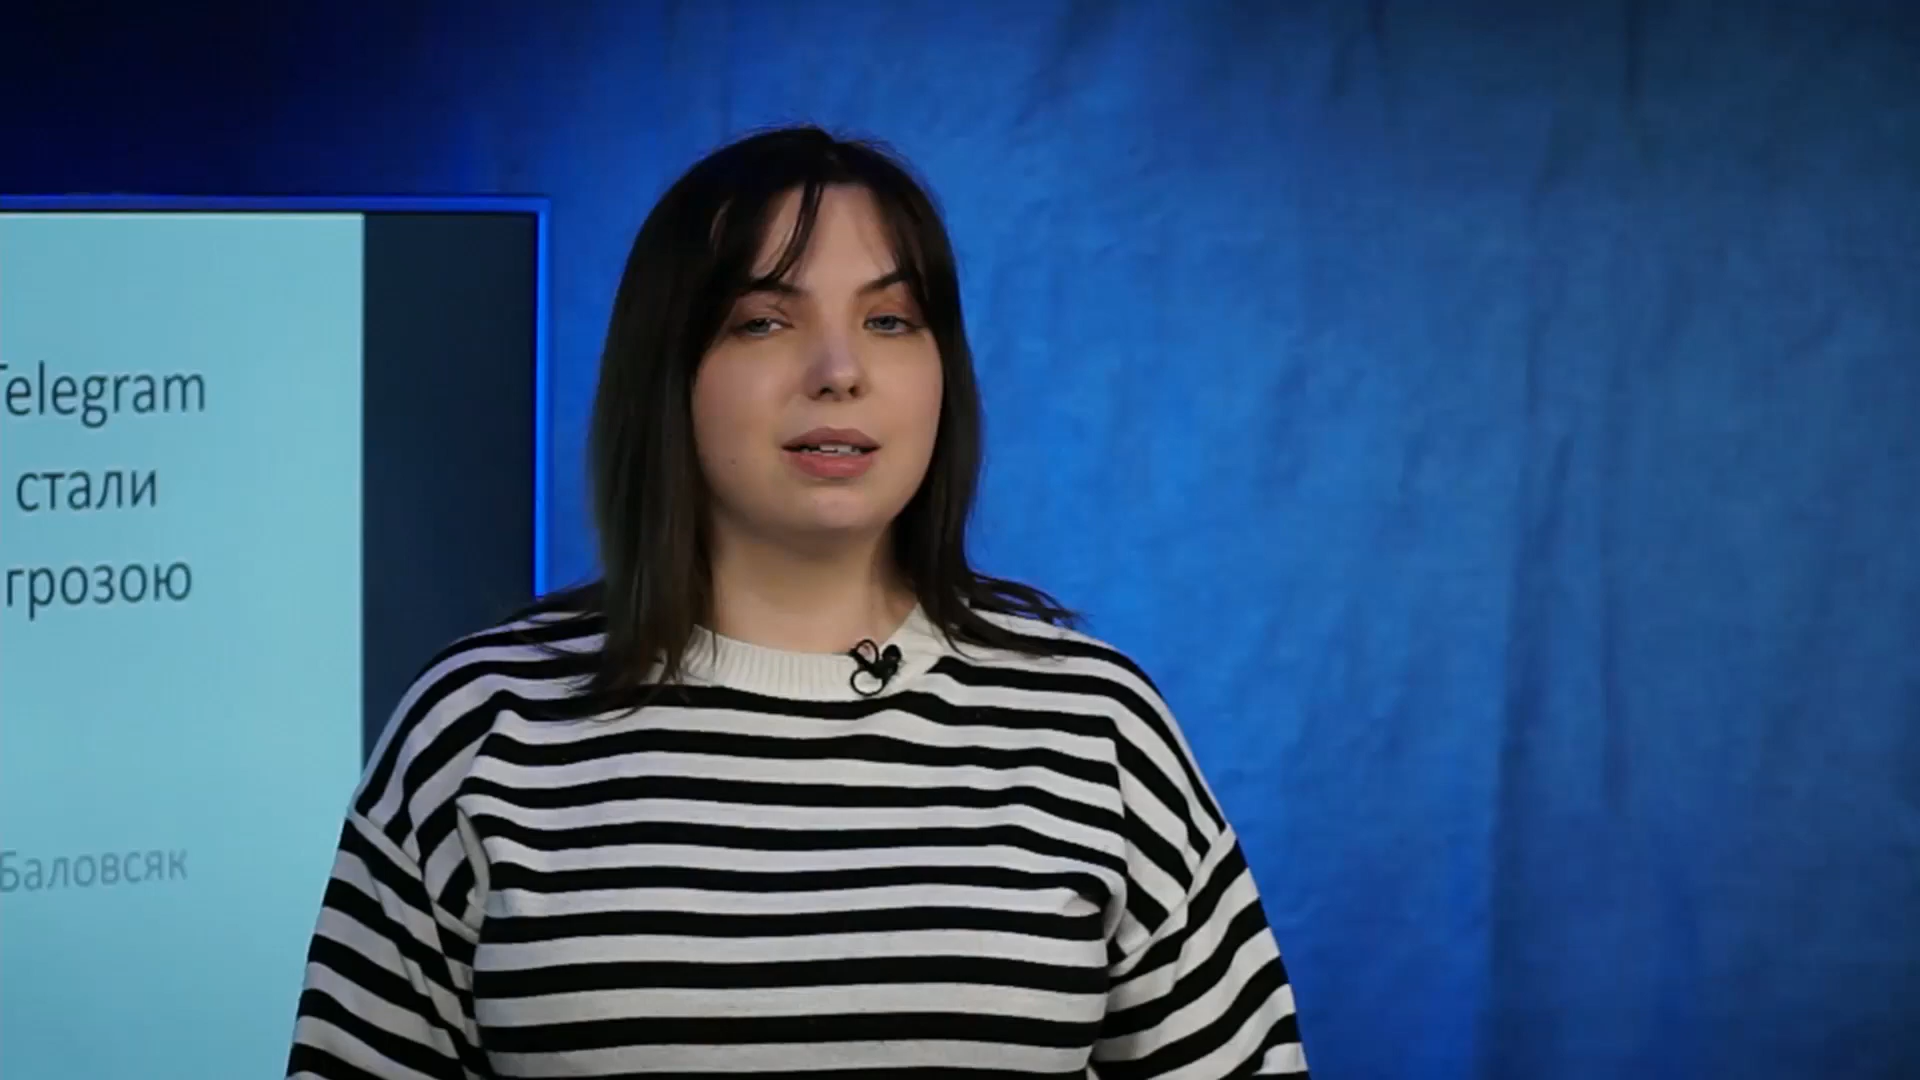 Telegram
стали
грозою
Баловсяк